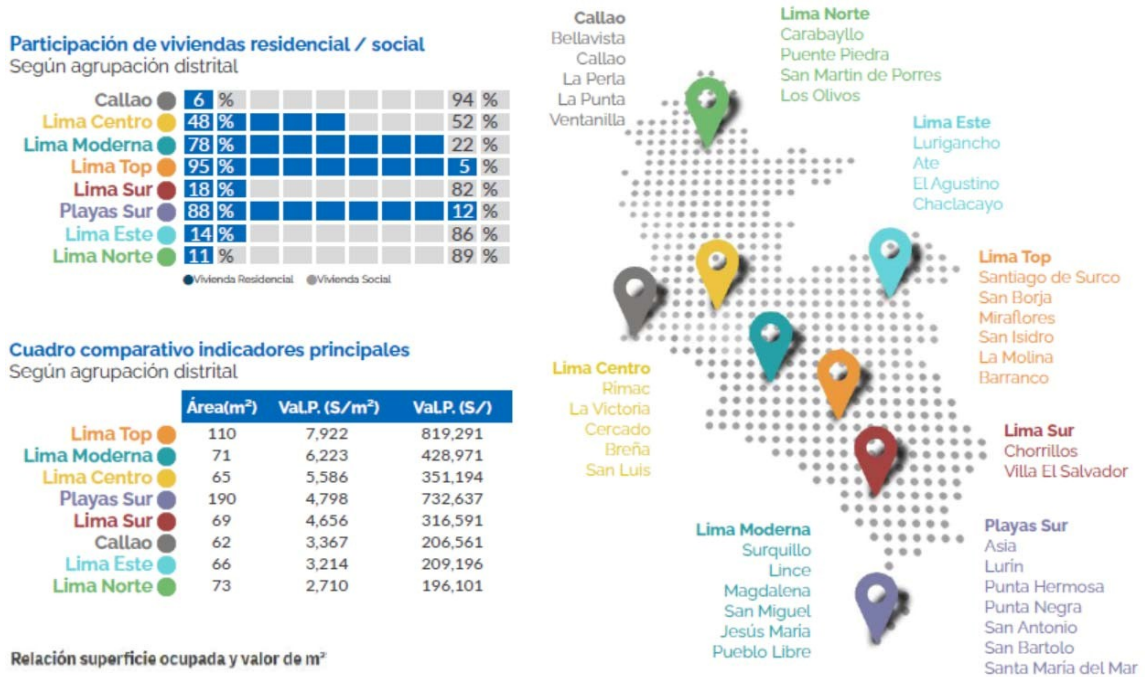 Participación de viviendas residencial / social
Según agrupación distrital
Callao 6 % 94 %
Lima Centro 48 % 52 %
Lima Moderna 78 % 22 %
Lima Top 95 % 5 %
Lima Sur 18 % 82 %
Playas Sur 88 % 12 %
Lima Este 14 % 86 %
Lima Norte 11 % 89 %
Vivienda Residencial Vivienda Social
Cuadro comparativo indicadores principales
Según agrupación distrital
Área(m²) Val.P. (S/m²) Val.P. (S/)
Lima Top 110 7,922 819,291
Lima Moderna 71 6,223 428,971
Lima Centro 65 5,586 351,194
Playas Sur 190 4,798 732,637
Lima Sur 69 4,656 316,591
Callao 62 3,367 206,561
Lima Este 66 3,214 209,196
Lima Norte 73 2,710 196,101
Relación superficie ocupada y valor de m²
Callao
Bellavista
Callao
La Perla
La Punta
Ventanilla
Lima Norte
Carabayllo
Puente Piedra
San Martin de Porres
Los Olivos
Lima Este
Lurigancho
Ate
El Agustino
Chaclacayo
Lima Top
Santiago de Surco
San Borja
Miraflores
San Isidro
La Molina
Barranco
Lima Centro
Rimac
La Victoria
Cercado
Breña
San Luis
Lima Sur
Chorrillos
Villa El Salvador
Lima Moderna
Surquillo
Lince
Magdalena
San Miguel
Jesús Maria
Pueblo Libre
Playas Sur
Asia
Lurín
Punta Hermosa
Punta Negra
San Antonio
San Bartolo
Santa María del Mar